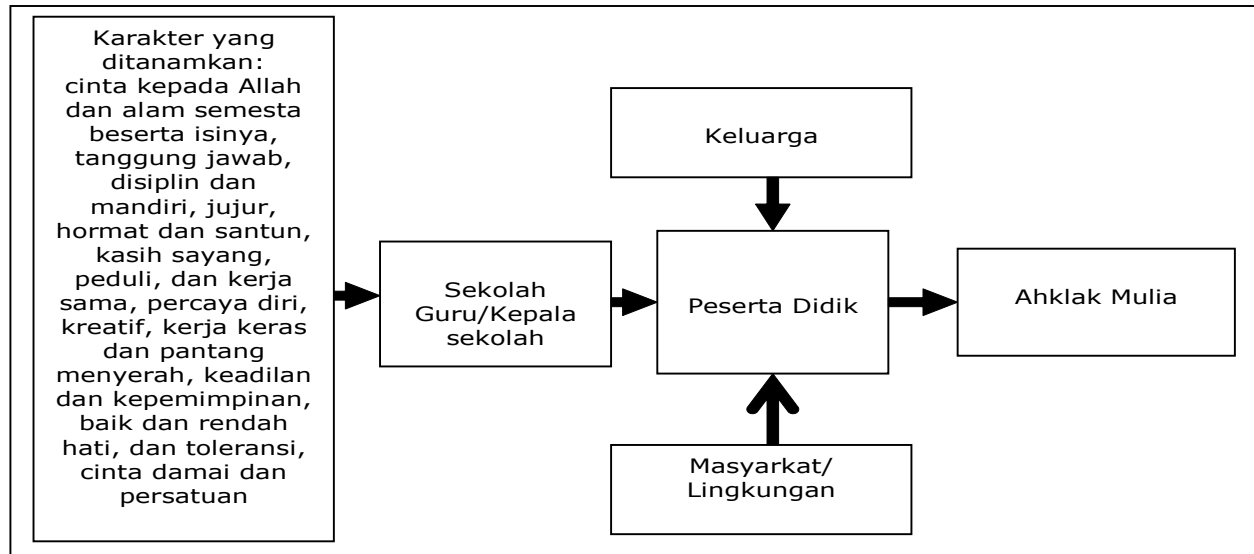 Karakter yang
ditanamkan:
cinta kepada Allah
dan alam semesta
beserta isinya,
tanggung jawab,
disiplin dan
mandiri, jujur,
hormat dan santun,
kasih sayang,
peduli, dan kerja
sama, percaya diri,
kreatif, kerja keras
dan pantang
menyerah, keadilan
dan kepemimpinan,
baik dan rendah
hati, dan toleransi,
cinta damai dan
persatuan
Sekolah
Guru/Kepala
sekolah
Keluarga
Peserta Didik
Masyarkat/
Lingkungan
Ahklak Mulia